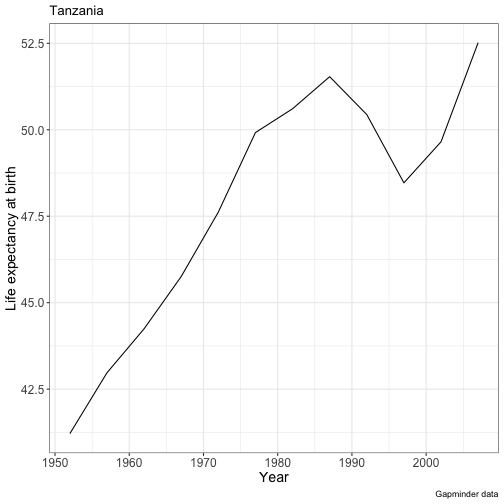 Tanzania
52.5
50.0
47.5
45.0
42.5
Life expectancy at birth
1950 1960 1970 1980 1990 2000
Year
Gapminder data